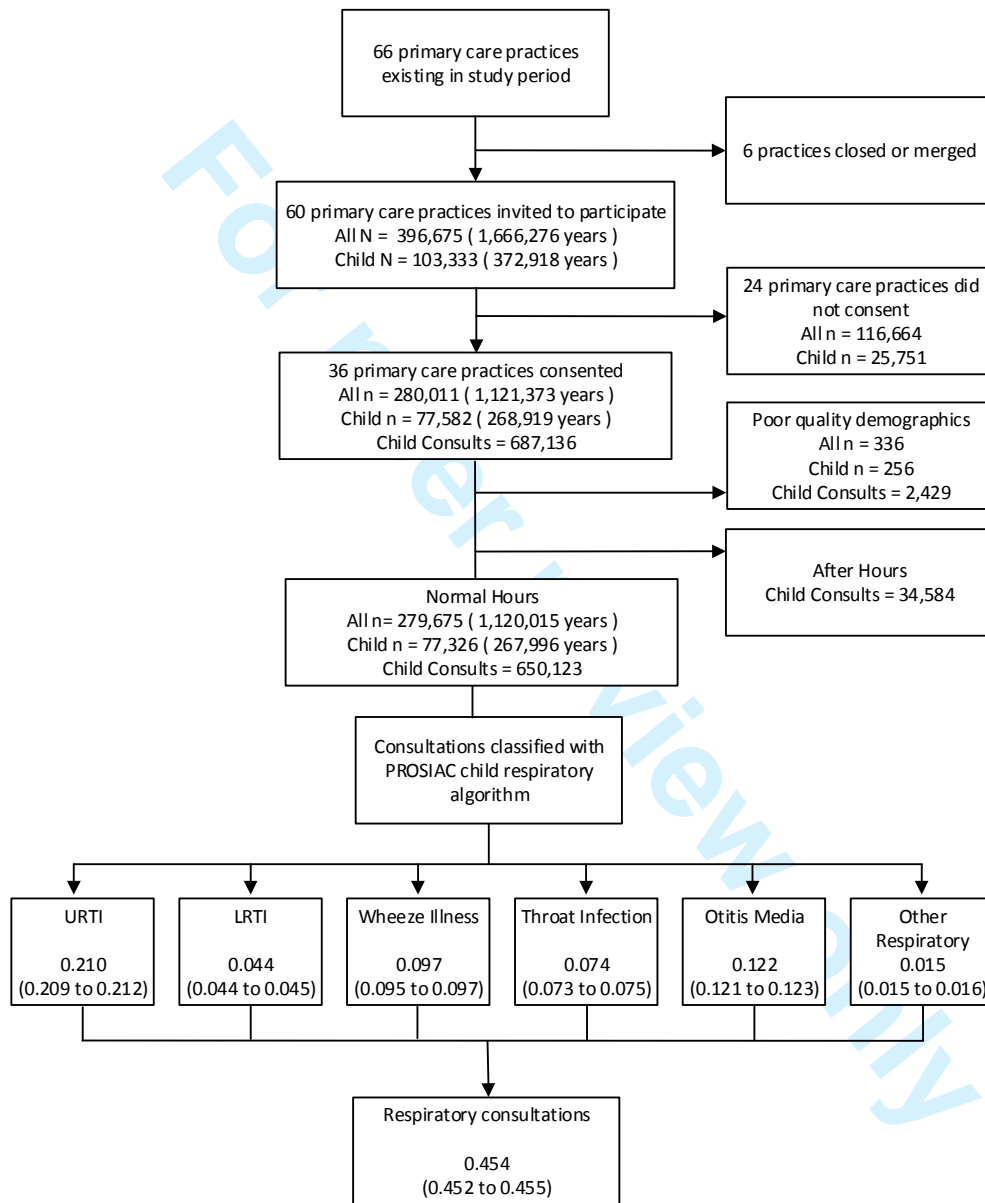 66 primary care practices
existing in study period
6 practices closed or merged
60 primary care practices invited to participate
All N = 396,675 ( 1,666,276 years )
Child N = 103,333 ( 372,918 years )
24 primary care practices did
not consent
All n = 116,664
Child n = 25,751
36 primary care practices consented
All n = 280,011 ( 1,121,373 years )
Child n = 77,582 ( 268,919 years )
Child Consults = 687,136
Poor quality demographics
All n = 336
Child n = 256
Child Consults = 2,429
After Hours
Child Consults = 34,584
Normal Hours
All n= 279,675 ( 1,120,015 years )
Child n = 77,326 ( 267,996 years )
Child Consults = 650,123
Consultations classified with
PROSIAC child respiratory
algorithm
URTI
0.210
(0.209 to 0.212)
LRTI
0.044
(0.044 to 0.045)
Wheeze Illness
0.097
(0.095 to 0.097)
Throat Infection
0.074
(0.073 to 0.075)
Otitis Media
0.122
(0.121 to 0.123)
Other
Respiratory
0.015
(0.015 to 0.016)
Respiratory consultations
0.454
(0.452 to 0.455)